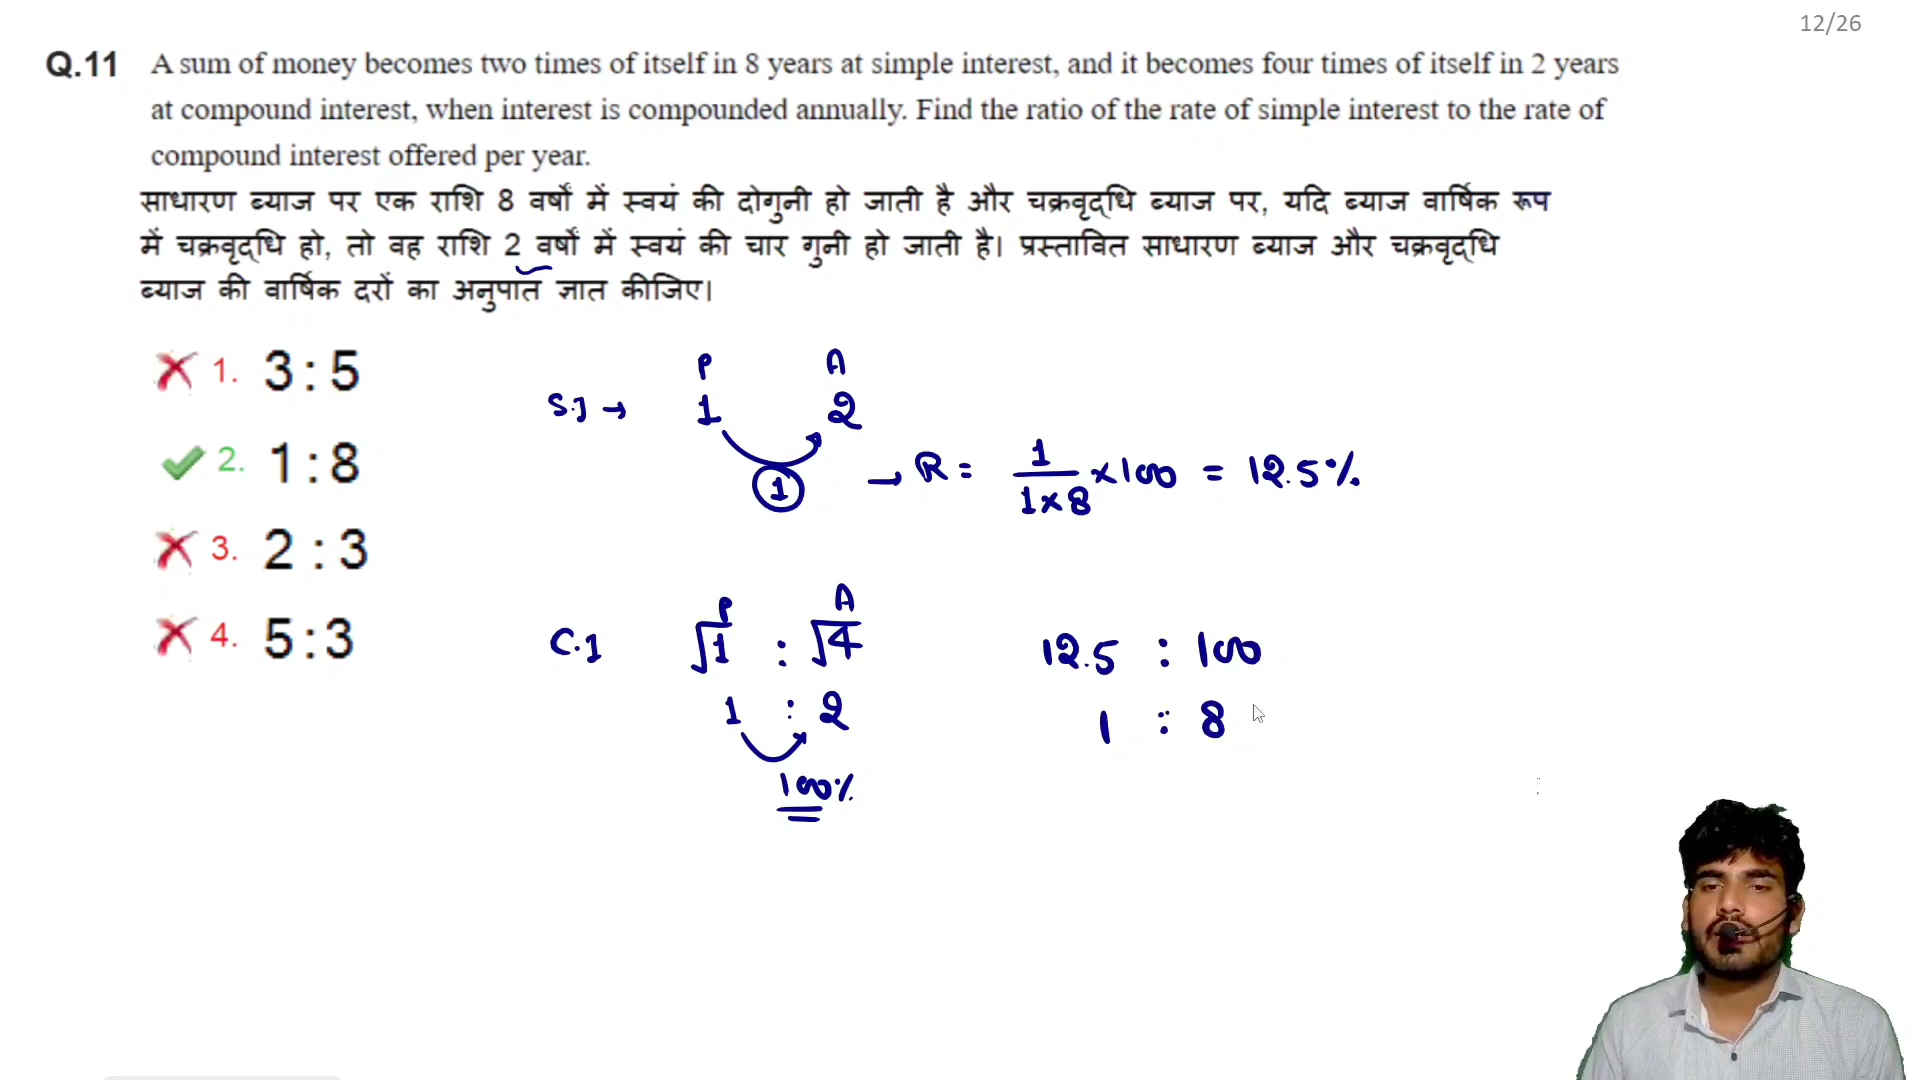 12/26
Q.11 A sum of money becomes two times of itself in 8 years at simple interest, and it becomes four times of itself in 2 years
at compound interest, when interest is compounded annually. Find the ratio of the rate of simple interest to the rate of
compound interest offered per year.
साधारण ब्याज पर एक राशि 8 वर्षों में स्वयं की दोगुनी हो जाती है और चक्रवृद्धि ब्याज पर, यदि ब्याज वार्षिक रूप
में चक्रवृद्धि हो, तो वह राशि 2 वर्षों में स्वयं की चार गुनी हो जाती है। प्रस्तावित साधारण ब्याज और चक्रवृद्धि
ब्याज की वार्षिक दरों का अनुपात ज्ञात कीजिए।
1. 3 : 5
2. 1 : 8
3. 2 : 3
4. 5 : 3
P A
S.I → 1 2
1 → R = 1/1×8 ×100 = 12.5%
P A
C.I √1 : √4
1 : 2
100%
12.5 : 100
1 : 8